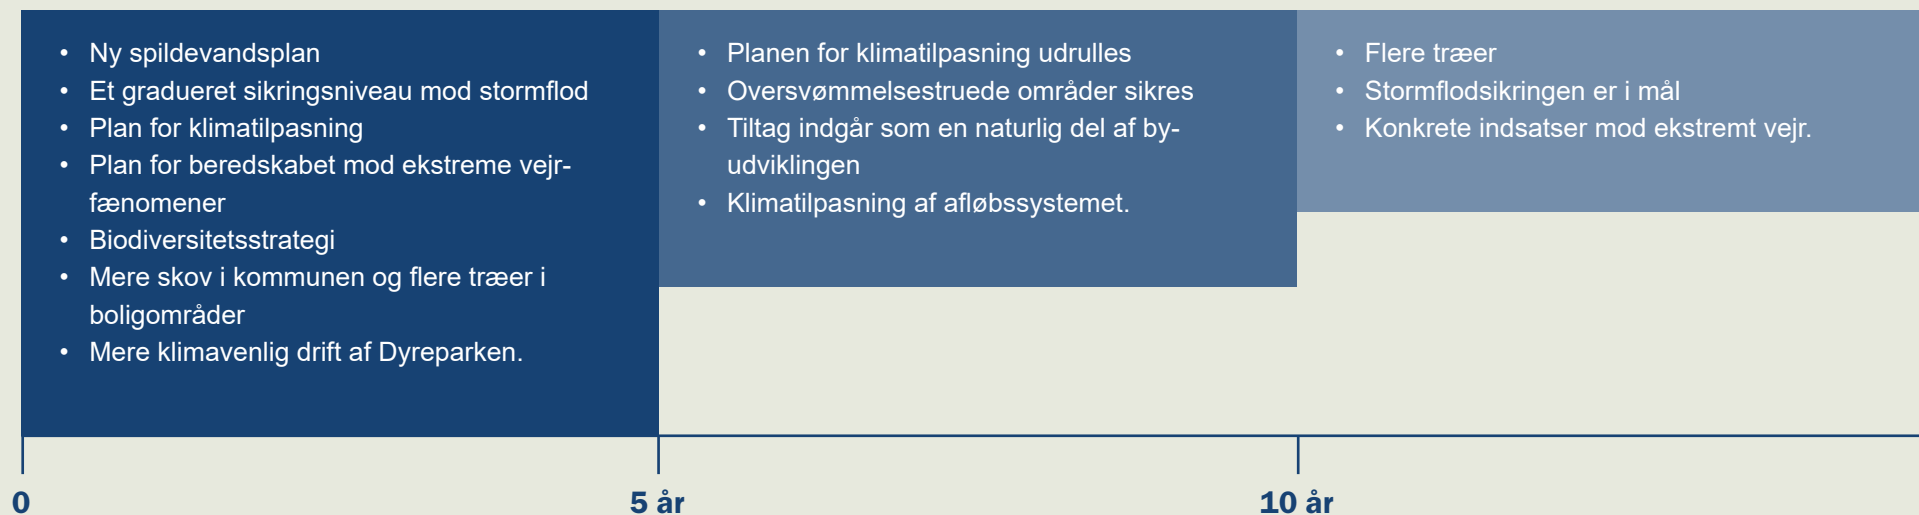 • Ny spildevandsplan
• Et gradueret sikringsniveau mod stormflod
• Plan for klimatilpasning
• Plan for beredskabet mod ekstreme vejr-
fænomener
• Biodiversitetsstrategi
• Mere skov i kommunen og flere træer i
boligområder
• Mere klimavenlig drift af Dyreparken.
• Planen for klimatilpasning udrulles
• Oversvømmelsestruede områder sikres
• Tiltag indgår som en naturlig del af by-
udviklingen
• Klimatilpasning af afløbssystemet.
• Flere træer
• Stormflodsikringen er i mål
• Konkrete indsatser mod ekstremt vejr.
0
5 år
10 år